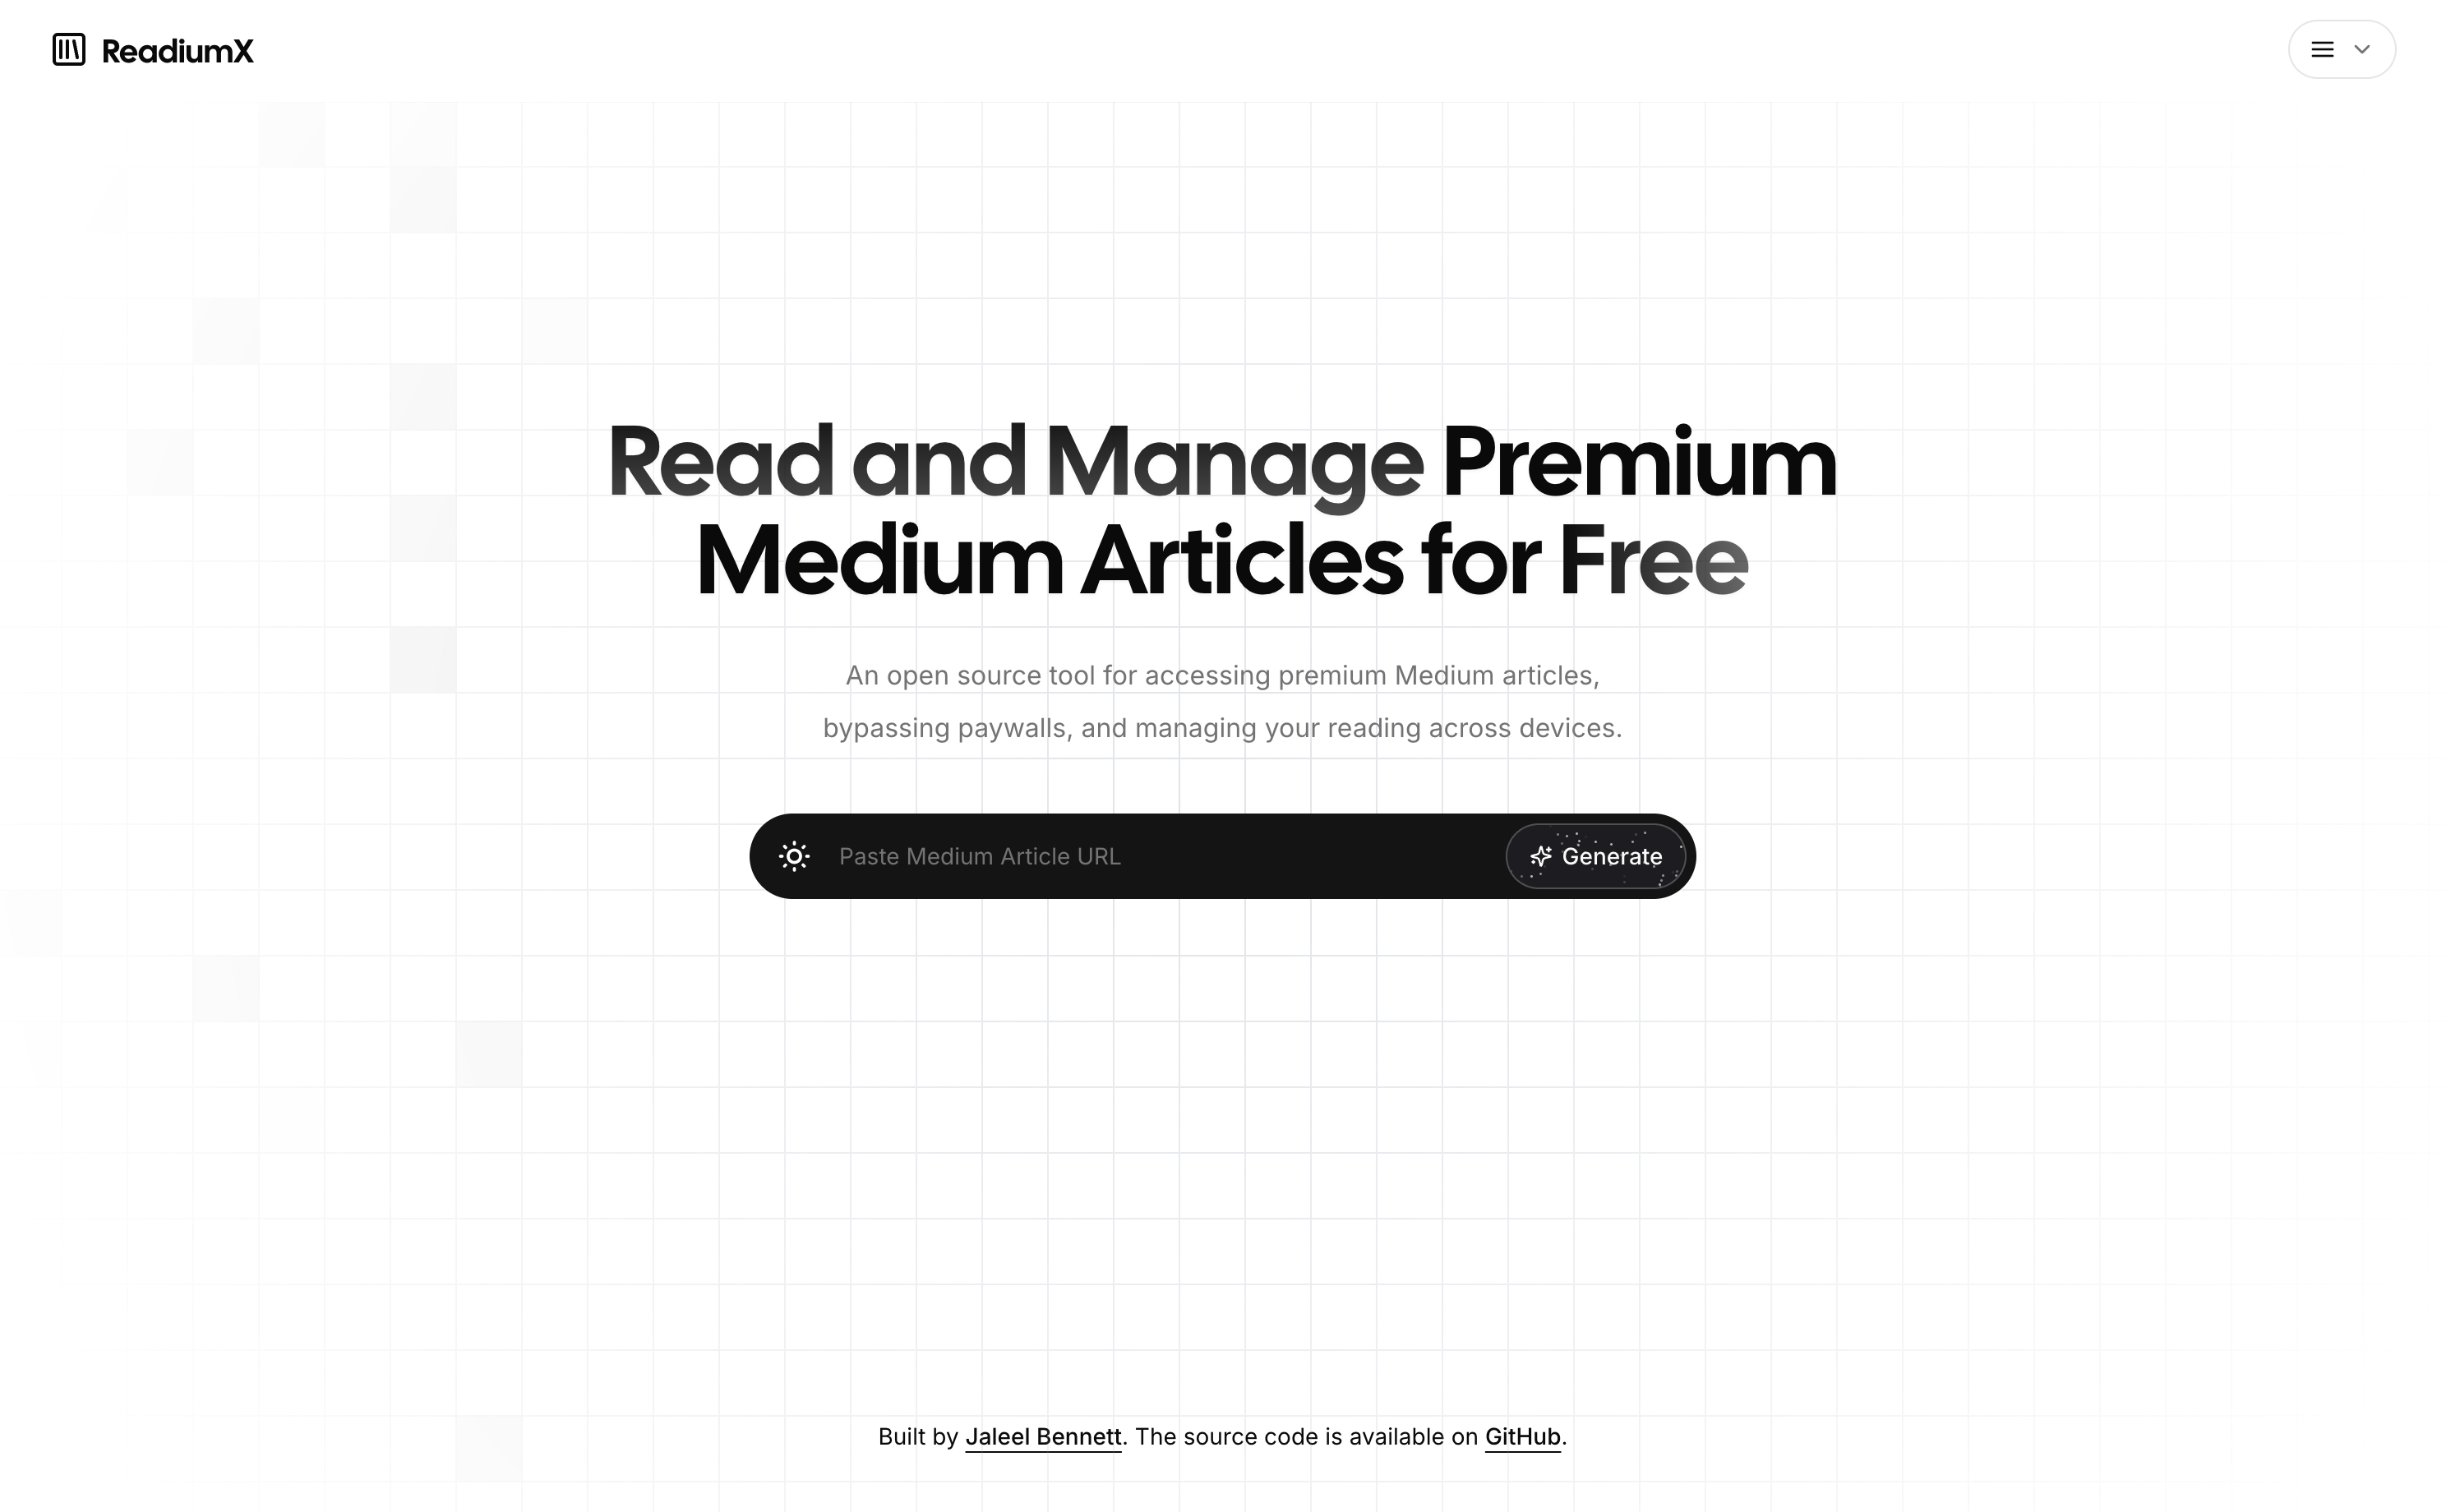 ReadiumX
Read and Manage Premium
Medium Articles for Free
An open source tool for accessing premium Medium articles,
bypassing paywalls, and managing your reading across devices.
Paste Medium Article URL
Generate
Built by Jaleel Bennett. The source code is available on GitHub.